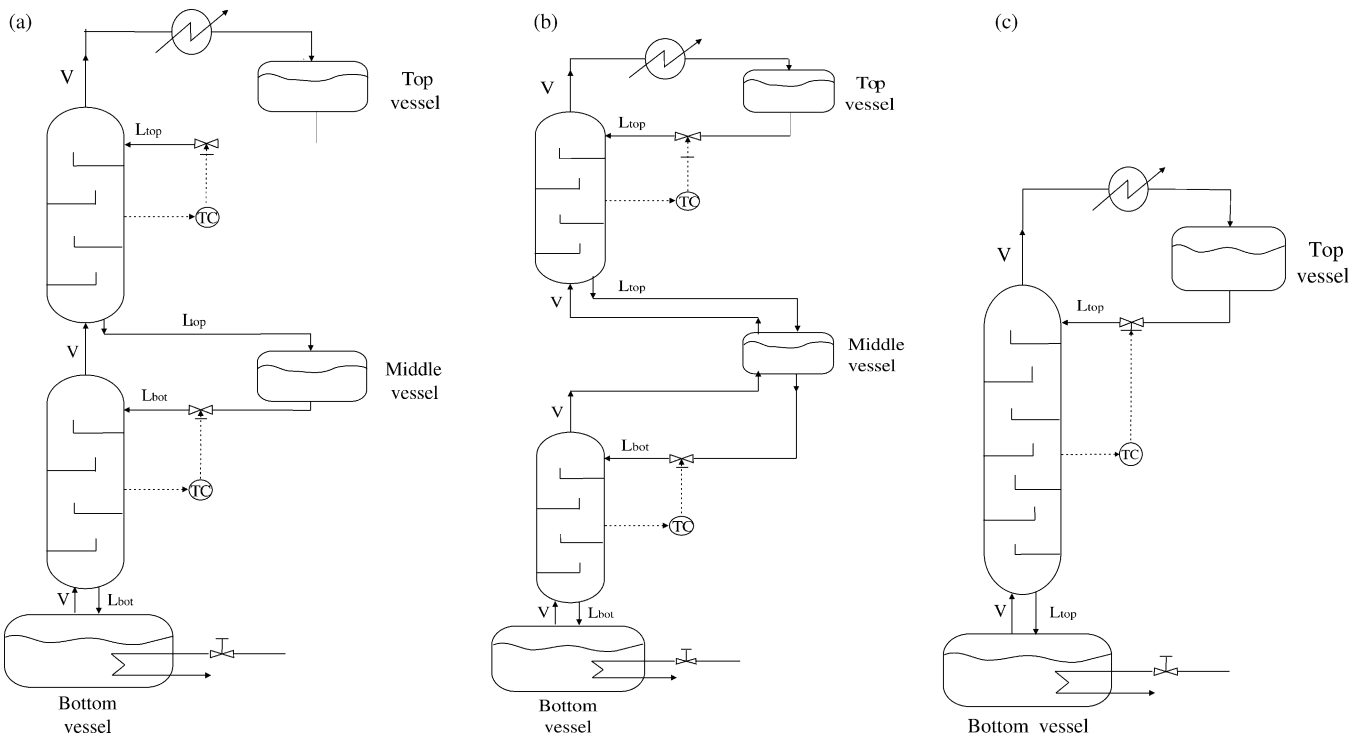 (a)
V
Top
vessel
Ltop
TC
V
Ltop
Middle
vessel
Lbot
TC
V
Lbot
Bottom
vessel
(b)
V
Top
vessel
Ltop
TC
V
Ltop
Middle
vessel
V
Lbot
TC
V
Lbot
Bottom
vessel
(c)
V
Top
vessel
Ltop
TC
V
Ltop
Bottom vessel